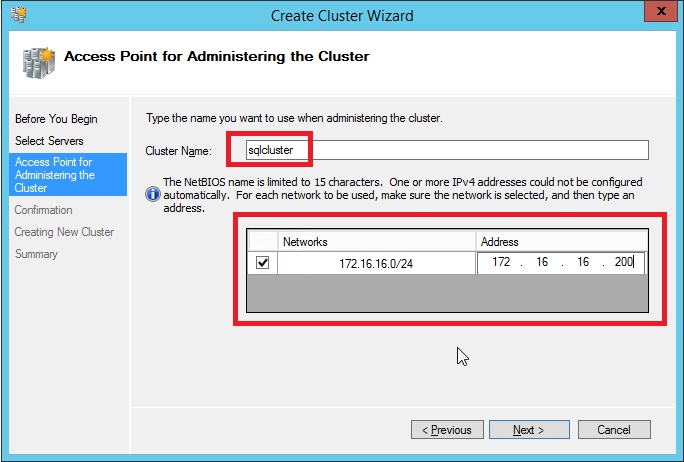 Create Cluster Wizard
x
Access Point for Administering the Cluster
Before You Begin
Select Servers
Access Point for
Administering the
Cluster
Confirmation
Creating New Cluster
Summary
Type the name you want to use when administering the cluster.
Cluster Name: sqlcluster
The NetBIOS name is limited to 15 characters. One or more IPv4 addresses could not be configured
automatically. For each network to be used, make sure the network is selected, and then type an
address.
Networks Address
172.16.16.0/24 172 . 16 . 16 . 200
< Previous Next > Cancel